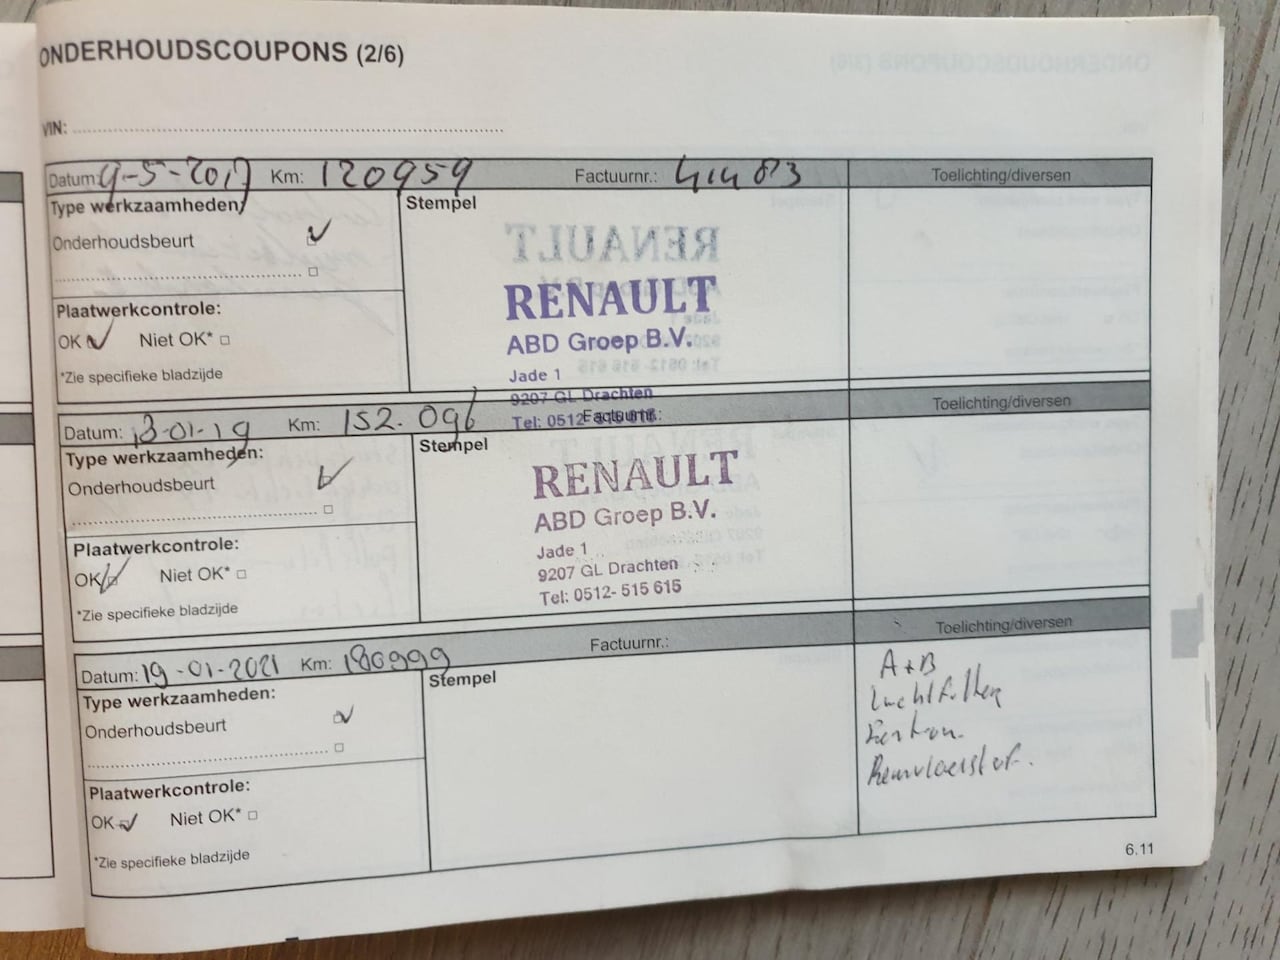 ONDERHOUDSCOUPONS (2/6)
VIN:
Datum: 9-5-2017 Km: 120959 Factuurnr.: 414483 Toelichting/diversen
Type werkzaamheden:
Stempel
Onderhoudsbeurt
Plaatwerkcontrole:
OK Niet OK*
*Zie specifieke bladzijde
RENAULT
ABD Groep B.V.
Jade 1
9207 GL Drachten
Tel: 0512- 515 615
Datum: 13-01-19 Km: 152.096 Factuurnr.: Toelichting/diversen
Type werkzaamheden:
Stempel
Onderhoudsbeurt
Plaatwerkcontrole:
OK Niet OK*
*Zie specifieke bladzijde
RENAULT
ABD Groep B.V.
Jade 1
9207 GL Drachten
Tel: 0512- 515 615
Datum: 19-01-2021 Km: 180999 Factuurnr.: Toelichting/diversen
Type werkzaamheden:
Stempel
Onderhoudsbeurt
Plaatwerkcontrole:
OK Niet OK*
*Zie specifieke bladzijde
A+B
Luchtfilter
Remvloeistof.
6.11